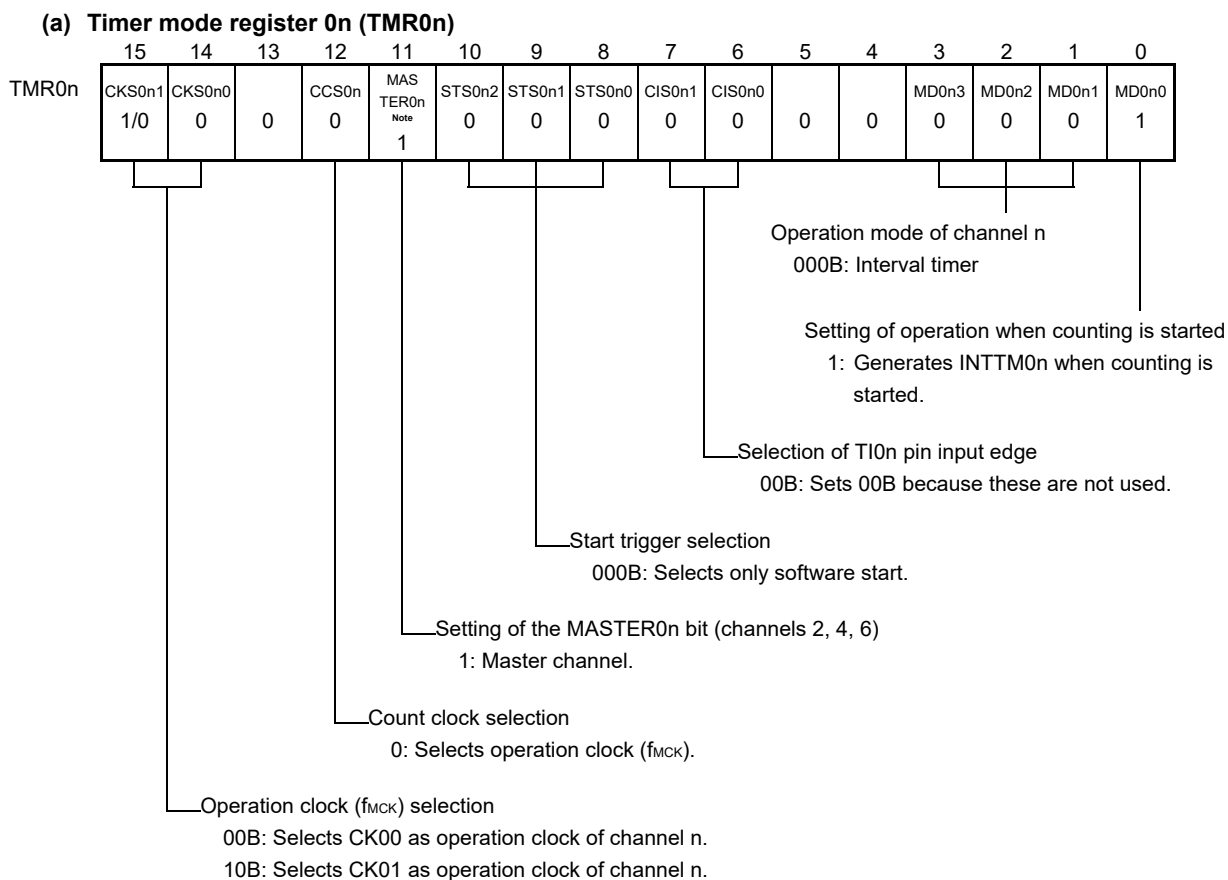 (a) Timer mode register 0n (TMR0n)
15 14 13 12 11 10 9 8 7 6 5 4 3 2 1 0
TMR0n CKS0n1 CKS0n0 CCS0n MAS TER0n Note STS0n2 STS0n1 STS0n0 CIS0n1 CIS0n0 MD0n3 MD0n2 MD0n1 MD0n0
1/0 0 0 0 1 0 0 0 0 0 0 0 0 0 0 1
Operation mode of channel n
000B: Interval timer
Setting of operation when counting is started
1: Generates INTTM0n when counting is
started.
Selection of TI0n pin input edge
00B: Sets 00B because these are not used.
Start trigger selection
000B: Selects only software start.
Setting of the MASTER0n bit (channels 2, 4, 6)
1: Master channel.
Count clock selection
0: Selects operation clock (fMCK).
Operation clock (fMCK) selection
00B: Selects CK00 as operation clock of channel n.
10B: Selects CK01 as operation clock of channel n.